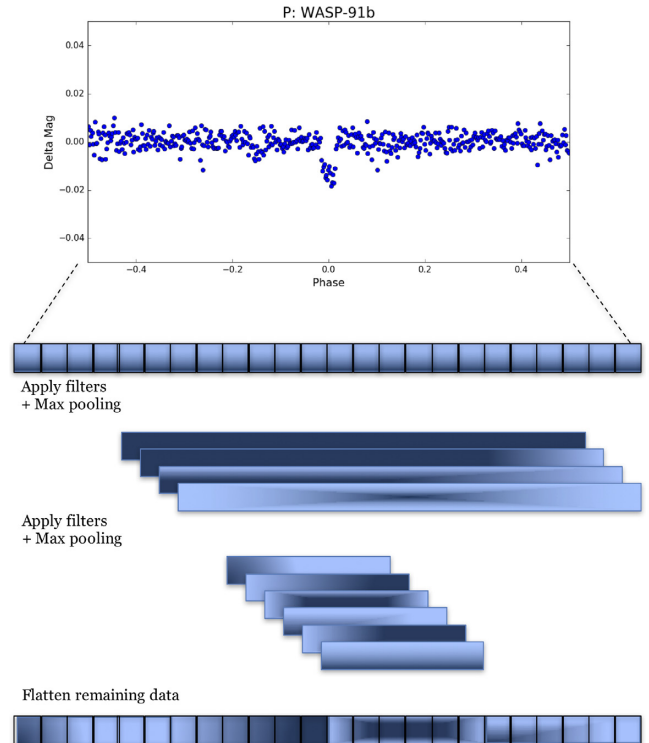 P: WASP-91b
0.04
0.02
0.00
−0.02
−0.04
Delta Mag
−0.4
−0.2
0.0
0.2
0.4
Phase
Apply filters
+ Max pooling
Apply filters
+ Max pooling
Flatten remaining data